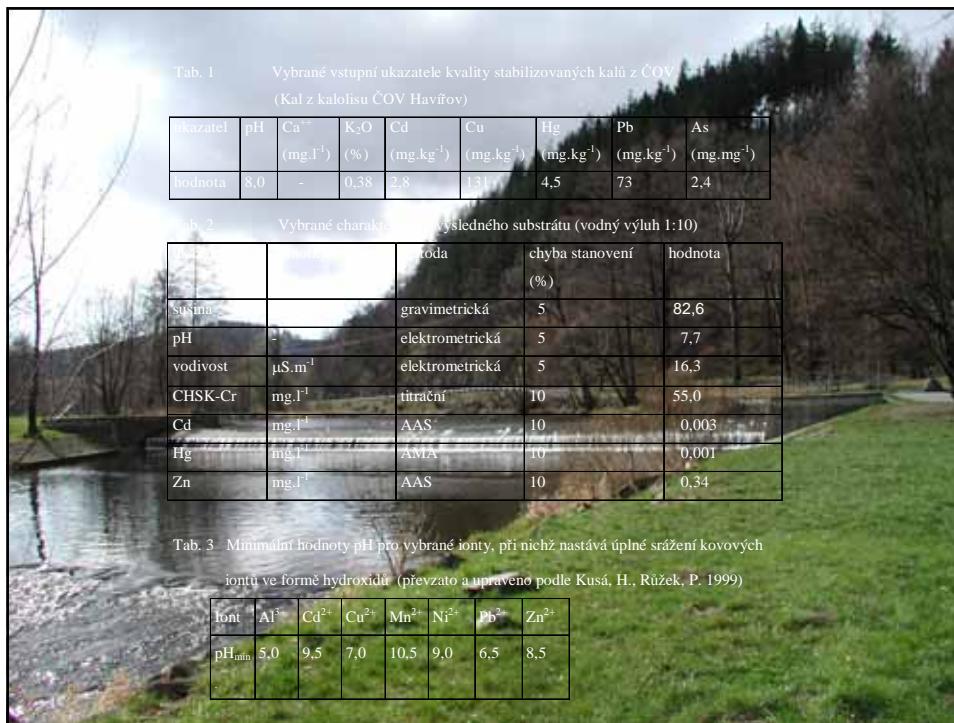 Tab. 1 Vybrané vstupní ukazatele kvality stabilizovaných kalů z ČOV
(Kal z kalolisu ČOV Havířov)
ukazatel pH Ca++ (mg.l-1) K2O (%) Cd (mg.kg-1) Cu (mg.kg-1) Hg (mg.kg-1) Pb (mg.kg-1) As (mg.mg-1)
hodnota 8,0 - 0,38 2,8 131 4,5 73 2,4
Tab. 2 Vybrané výsledného substrátu (vodný výluh 1:10)
chyba stanovení (%) hodnota
sušina gravimetrická 5 82,6
pH - elektrometrická 5 7,7
vodivost μS.m-1 elektrometrická 5 16,3
CHSK-Cr mg.l-1 titrační 10 55,0
Cd mg.l-1 AAS 10 0,003
Hg mg.l-1 AMA 10 0,001
Zn mg.l-1 AAS 10 0,34
Tab. 3 Minimální hodnoty pH pro vybrané ionty, při nichž nastává úplné srážení kovových
iontů ve formě hydroxidů (převzato a upraveno podle Kusá, H., Růžek, P. 1999)
Iont Al3+ Cd2+ Cu2+ Mn2+ Ni2+ Pb2+ Zn2+
pHmin 5,0 9,5 7,0 10,5 9,0 6,5 8,5
.